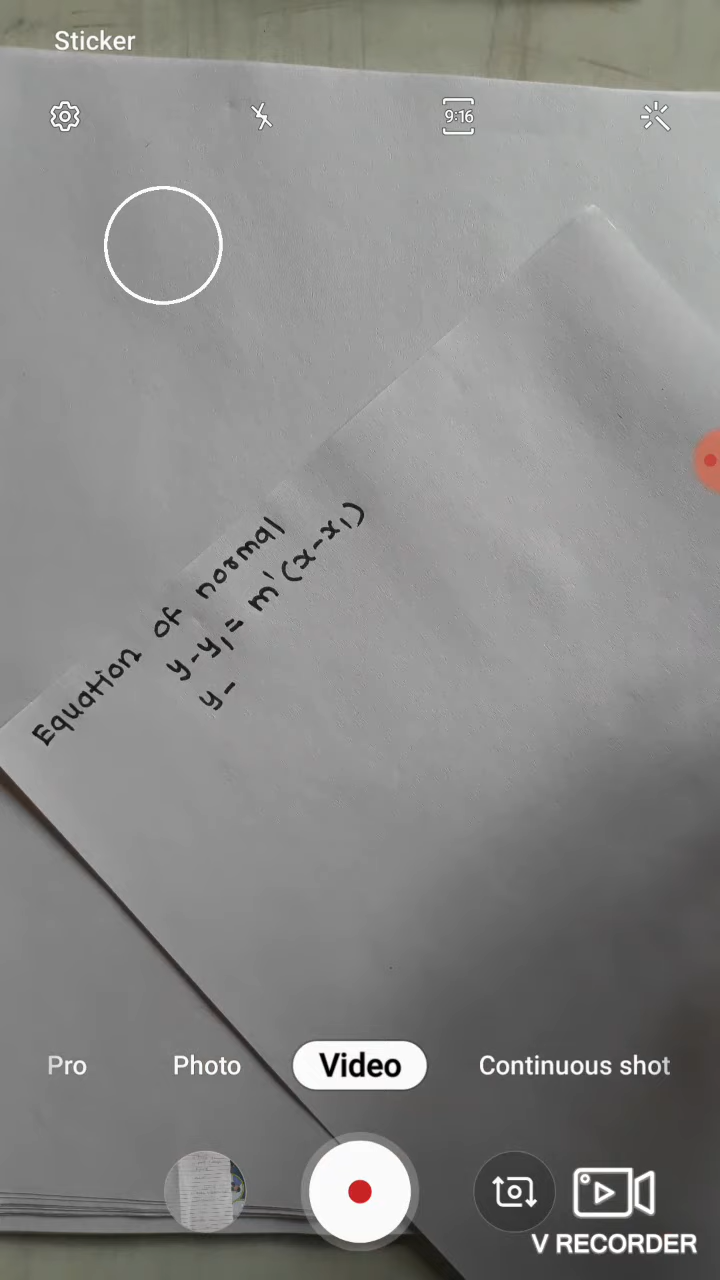 Sticker
9:16
Equation of normal
y-y₁ = m'(x-x₁)
y-
Pro
Photo
Video
Continuous shot
V RECORDER